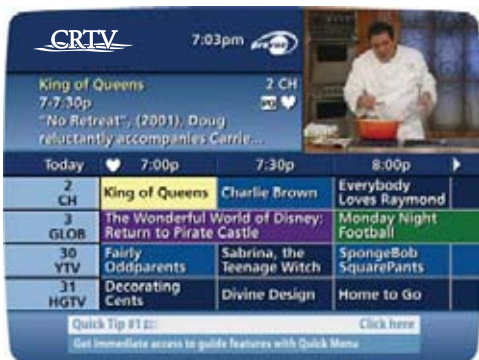 CRTV
7:03pm
King of Queens 2 CH
7-7:30p
"No Retreat", (2001), Doug
reluctantly accompanies Carrie...
Today 7:00p 7:30p 8:00p
2
CH
King of Queens
Charlie Brown
Everybody
Loves Raymond
3
GLOB
The Wonderful World of Disney:
Return to Pirate Castle
Monday Night
Football
30
YTV
Fairly
Oddparents
Sabrina, the
Teenage Witch
SpongeBob
SquarePants
31
HGTV
Decorating
Cents
Divine Design
Home to Go
Quick Tip #1 Click here
Get immediate access to guide features with Quick Menu